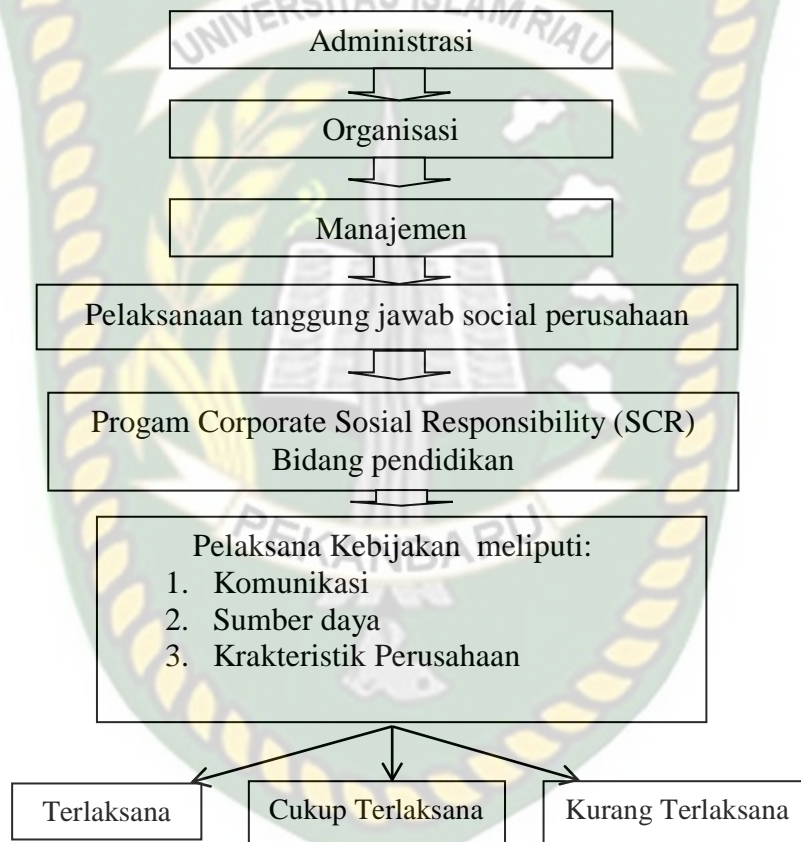 UNIVERSITAS ISLAM RIAU
Administrasi
Organisasi
Manajemen
Pelaksanaan tanggung jawab social perusahaan
Progam Corporate Sosial Responsibility (SCR)
Bidang pendidikan
PEKANBARU
Pelaksana Kebijakan meliputi:
1. Komunikasi
2. Sumber daya
3. Krakteristik Perusahaan
Terlaksana
Cukup Terlaksana
Kurang Terlaksana